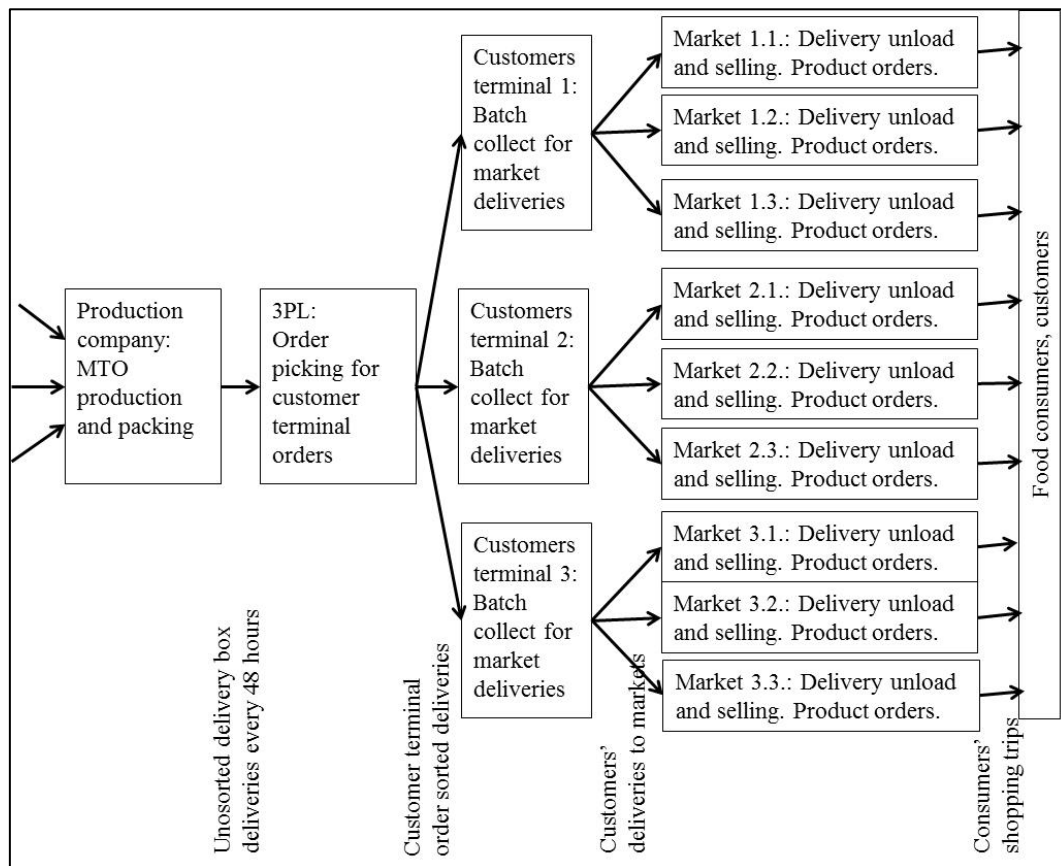 Production
company:
MTO
production
and packing
3PL:
Order
picking for
customer
terminal
orders
Customers
terminal 1:
Batch
collect for
market
deliveries
Customers
terminal 2:
Batch
collect for
market
deliveries
Customers
terminal 3:
Batch
collect for
market
deliveries
Market 1.1.: Delivery unload
and selling. Product orders.
Market 1.2.: Delivery unload
and selling. Product orders.
Market 1.3.: Delivery unload
and selling. Product orders.
Market 2.1.: Delivery unload
and selling. Product orders.
Market 2.2.: Delivery unload
and selling. Product orders.
Market 2.3.: Delivery unload
and selling. Product orders.
Market 3.1.: Delivery unload
and selling. Product orders.
Market 3.2.: Delivery unload
and selling. Product orders.
Market 3.3.: Delivery unload
and selling. Product orders.
Food consumers, customers
Unosorted delivery box
deliveries every 48 hours
Customer terminal
order sorted deliveries
Customers’
deliveries to markets
Consumers’
shopping trips